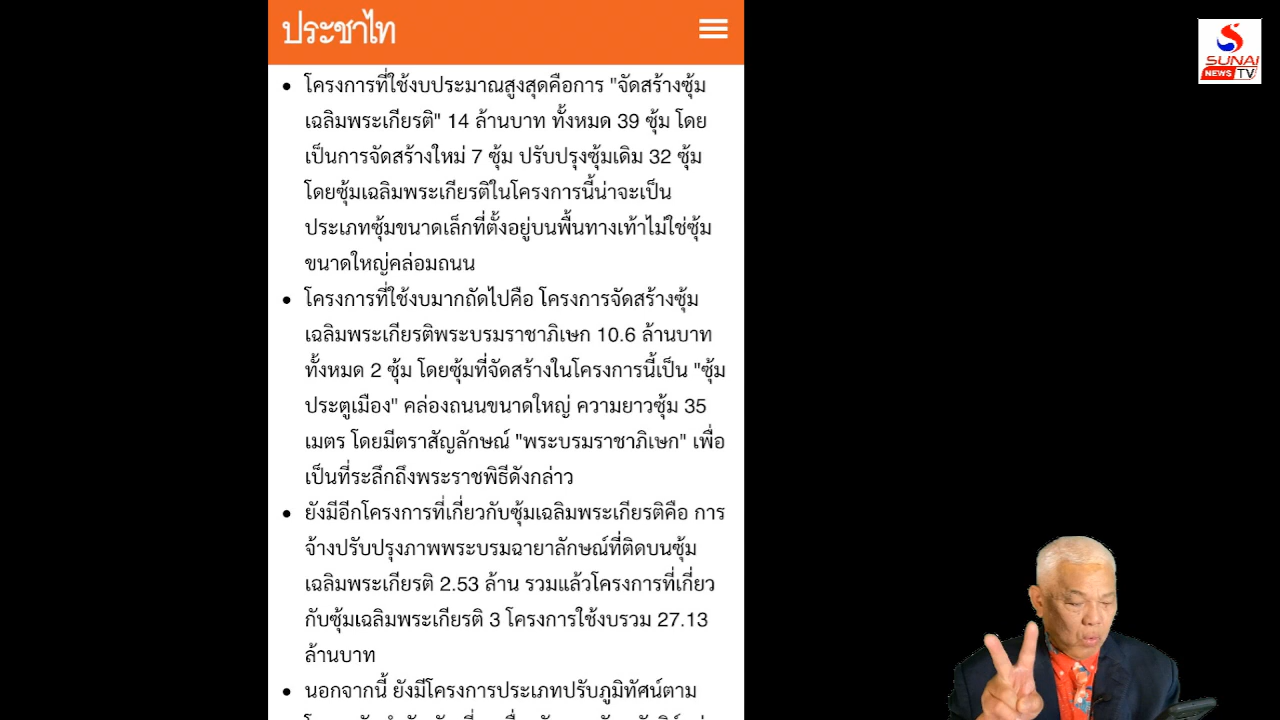 ประชาไท
SUNAI
NEWS TV
• โครงการที่ใช้งบประมาณสูงสุดคือการ "จัดสร้างซุ้ม
เฉลิมพระเกียรติ" 14 ล้านบาท ทั้งหมด 39 ซุ้ม โดย
เป็นการจัดสร้างใหม่ 7 ซุ้ม ปรับปรุงซุ้มเดิม 32 ซุ้ม
โดยซุ้มเฉลิมพระเกียรติในโครงการนี้น่าจะเป็น
ประเภทซุ้มขนาดเล็กที่ตั้งอยู่บนพื้นทางเท้าไม่ใช่ซุ้ม
ขนาดใหญ่คล่อมถนน
• โครงการที่ใช้งบมากถัดไปคือ โครงการจัดสร้างซุ้ม
เฉลิมพระเกียรติพระบรมราชาภิเษก 10.6 ล้านบาท
ทั้งหมด 2 ซุ้ม โดยซุ้มที่จัดสร้างในโครงการนี้เป็น "ซุ้ม
ประตูเมือง" คล่องถนนขนาดใหญ่ ความยาวซุ้ม 35
เมตร โดยมีตราสัญลักษณ์ "พระบรมราชาภิเษก" เพื่อ
เป็นที่ระลึกถึงพระราชพิธีดังกล่าว
• ยังมีอีกโครงการที่เกี่ยวกับซุ้มเฉลิมพระเกียรติคือ การ
จ้างปรับปรุงภาพพระบรมฉายาลักษณ์ที่ติดบนซุ้ม
เฉลิมพระเกียรติ 2.53 ล้าน รวมแล้วโครงการที่เกี่ยว
กับซุ้มเฉลิมพระเกียรติ 3 โครงการใช้งบรวม 27.13
ล้านบาท
• นอกจากนี้ ยังมีโครงการประเภทปรับภูมิทัศน์ตาม